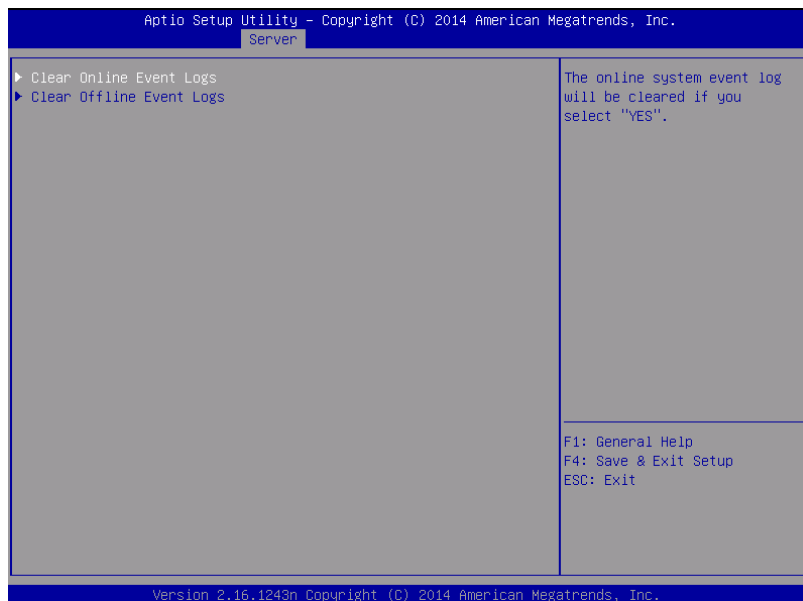 Aptio Setup Utility – Copyright (C) 2014 American Megatrends, Inc.
Server
Clear Online Event Logs
Clear Offline Event Logs
The online system event log
will be cleared if you
select "YES".
F1: General Help
F4: Save & Exit Setup
ESC: Exit
Version 2.16.1243n Copyright (C) 2014 American Megatrends, Inc.